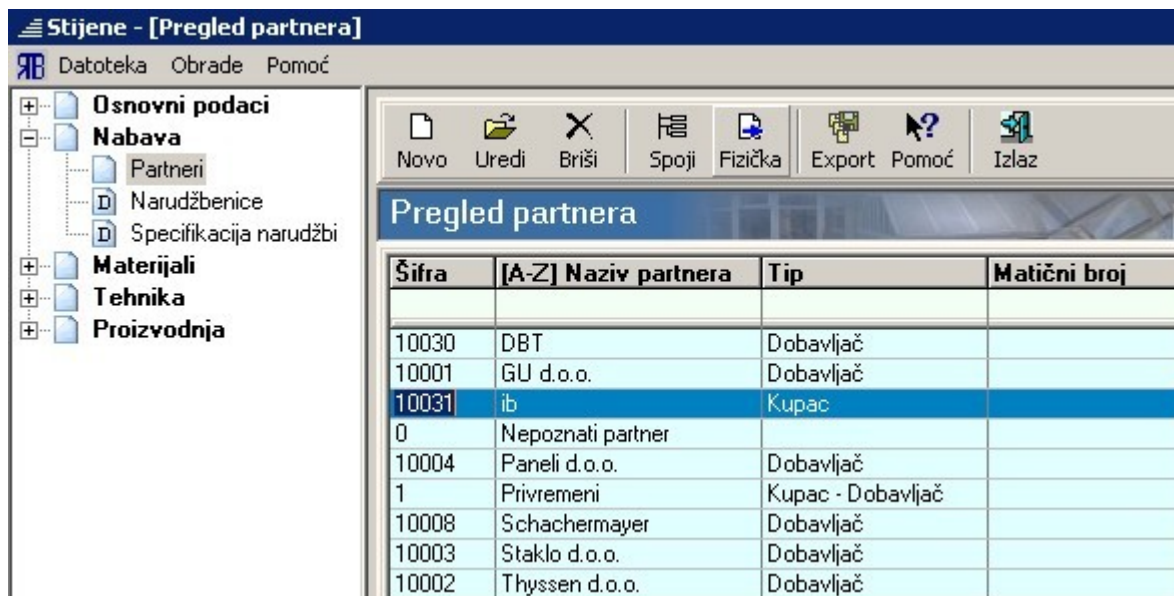 Stijene - [Pregled partnera]
Datoteka Obrade Pomoć
Osnovni podaci
Nabava
Partneri
D Narudžbenice
D Specifikacija narudžbi
Materijali
Tehnika
Proizvodnja
Novo Uredi Briši Spoji Fizička Export Pomoć Izlaz
Pregled partnera
Šifra [A-Z] Naziv partnera Tip Matični broj
10030 DBT Dobavljač
10001 GU d.o.o. Dobavljač
10031 ib Kupac
0 Nepoznati partner
10004 Paneli d.o.o. Dobavljač
1 Privremeni Kupac - Dobavljač
10008 Schachermayer Dobavljač
10003 Staklo d.o.o. Dobavljač
10002 Thyssen d.o.o. Dobavljač